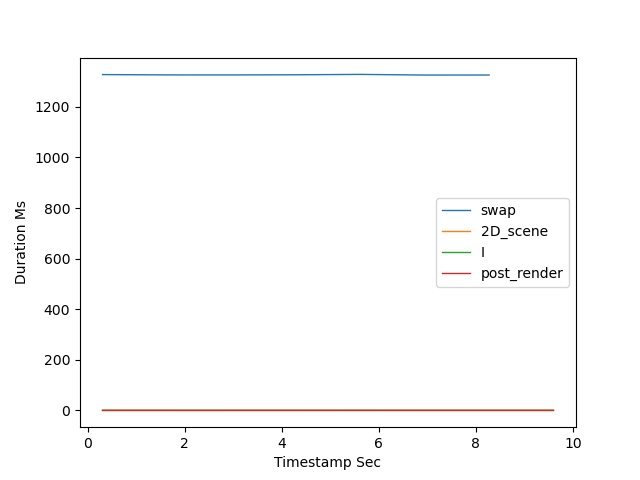 1200
1000
800
600
400
200
0
Duration Ms
swap
2D_scene
I
post_render
0 2 4 6 8 10
Timestamp Sec